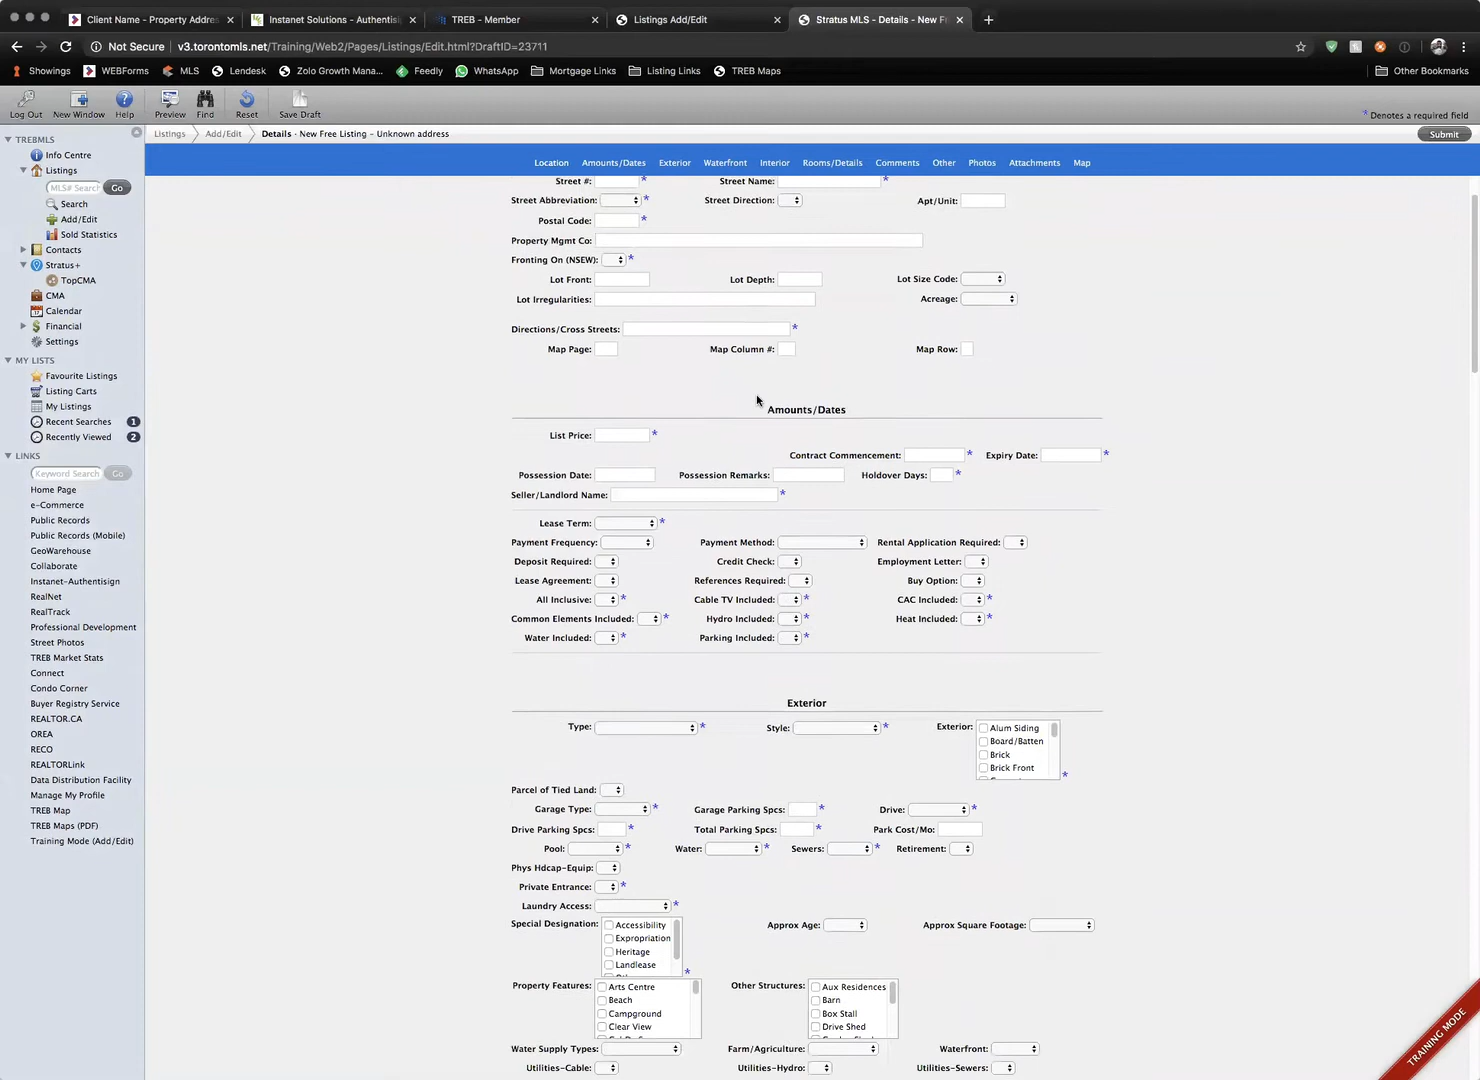 Client Name - Property Addre
Instanet Solutions - Authentisi
TREB - Member
Listings Add/Edit
Stratus MLS - Details - New Fr
Not Secure
v3.torontomls.net/Training/Web2/Pages/Listings/Edit.html?DraftID=23711
Showings
WEBForms
MLS
Lendesk
Zolo Growth Mana...
Feedly
WhatsApp
Mortgage Links
Listing Links
TREB Maps
Other Bookmarks
Log Out
New Window
Help
Preview
Find
Reset
Save Draft
* Denotes a required field
Listings
Add/Edit
Details - New Free Listing - Unknown address
Submit
Location
Amounts/Dates
Exterior
Waterfront
Interior
Rooms/Details
Comments
Other
Photos
Attachments
Map
TREBMLS
Info Centre
Listings
MLS# Search
Go
Search
Add/Edit
Sold Statistics
Contacts
Stratus+
TopCMA
CMA
Calendar
Financial
Settings
MY LISTS
Favourite Listings
Listing Carts
My Listings
Recent Searches 1
Recently Viewed 2
LINKS
Keyword Search
Go
Home Page
e-Commerce
Public Records
Public Records (Mobile)
GeoWarehouse
Collaborate
Instanet-Authentisign
RealNet
RealTrack
Professional Development
Street Photos
TREB Market Stats
Connect
Condo Corner
Buyer Registry Service
REALTOR.CA
OREA
RECO
REALTORLink
Data Distribution Facility
Manage My Profile
TREB Map
TREB Maps (PDF)
Training Mode (Add/Edit)
Street #: * Street Name: *
Street Abbreviation: * Street Direction: Apt/Unit:
Postal Code: *
Property Mgmt Co:
Fronting On (NSEW): *
Lot Front: Lot Depth: Lot Size Code:
Lot Irregularities: Acreage:
Directions/Cross Streets: *
Map Page: Map Column #: Map Row:
Amounts/Dates
List Price: *
Contract Commencement: * Expiry Date: *
Possession Date: Possession Remarks: Holdover Days: *
Seller/Landlord Name: *
Lease Term: *
Payment Frequency: Payment Method: Rental Application Required:
Deposit Required: Credit Check: Employment Letter:
Lease Agreement: References Required: Buy Option:
All Inclusive: * Cable TV Included: * CAC Included: *
Common Elements Included: * Hydro Included: * Heat Included: *
Water Included: * Parking Included: *
Exterior
Type: * Style: * Exterior: *
Alum Siding
Board/Batten
Brick
Brick Front
Parcel of Tied Land:
Garage Type: * Garage Parking Spcs: * Drive: *
Drive Parking Spcs: * Total Parking Spcs: * Park Cost/Mo:
Pool: * Water: * Sewers: * Retirement:
Phys Hdcap-Equip:
Private Entrance: *
Laundry Access: *
Special Designation: * Approx Age: Approx Square Footage:
Accessibility
Expropriation
Heritage
Landlease
Property Features: Other Structures:
Arts Centre
Beach
Campground
Clear View
Aux Residences
Barn
Box Stall
Drive Shed
Water Supply Types: Farm/Agriculture: Waterfront:
Utilities-Cable: Utilities-Hydro: Utilities-Sewers:
TRAINING MODE